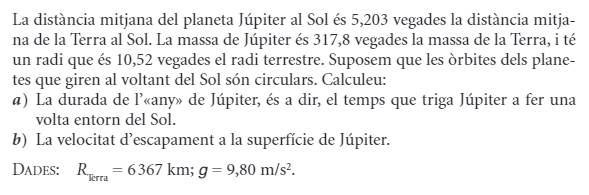 La distància mitjana del planeta Júpiter al Sol és 5,203 vegades la distància mitja-
na de la Terra al Sol. La massa de Júpiter és 317,8 vegades la massa de la Terra, i té
un radi que és 10,52 vegades el radi terrestre. Suposem que les òrbites dels plane-
tes que giren al voltant del Sol són circulars. Calculeu:
a) La durada de l'«any» de Júpiter, és a dir, el temps que triga Júpiter a fer una
volta entorn del Sol.
b) La velocitat d'escapament a la superfície de Júpiter.
DADES: R_Terra = 6 367 km; g = 9,80 m/s².